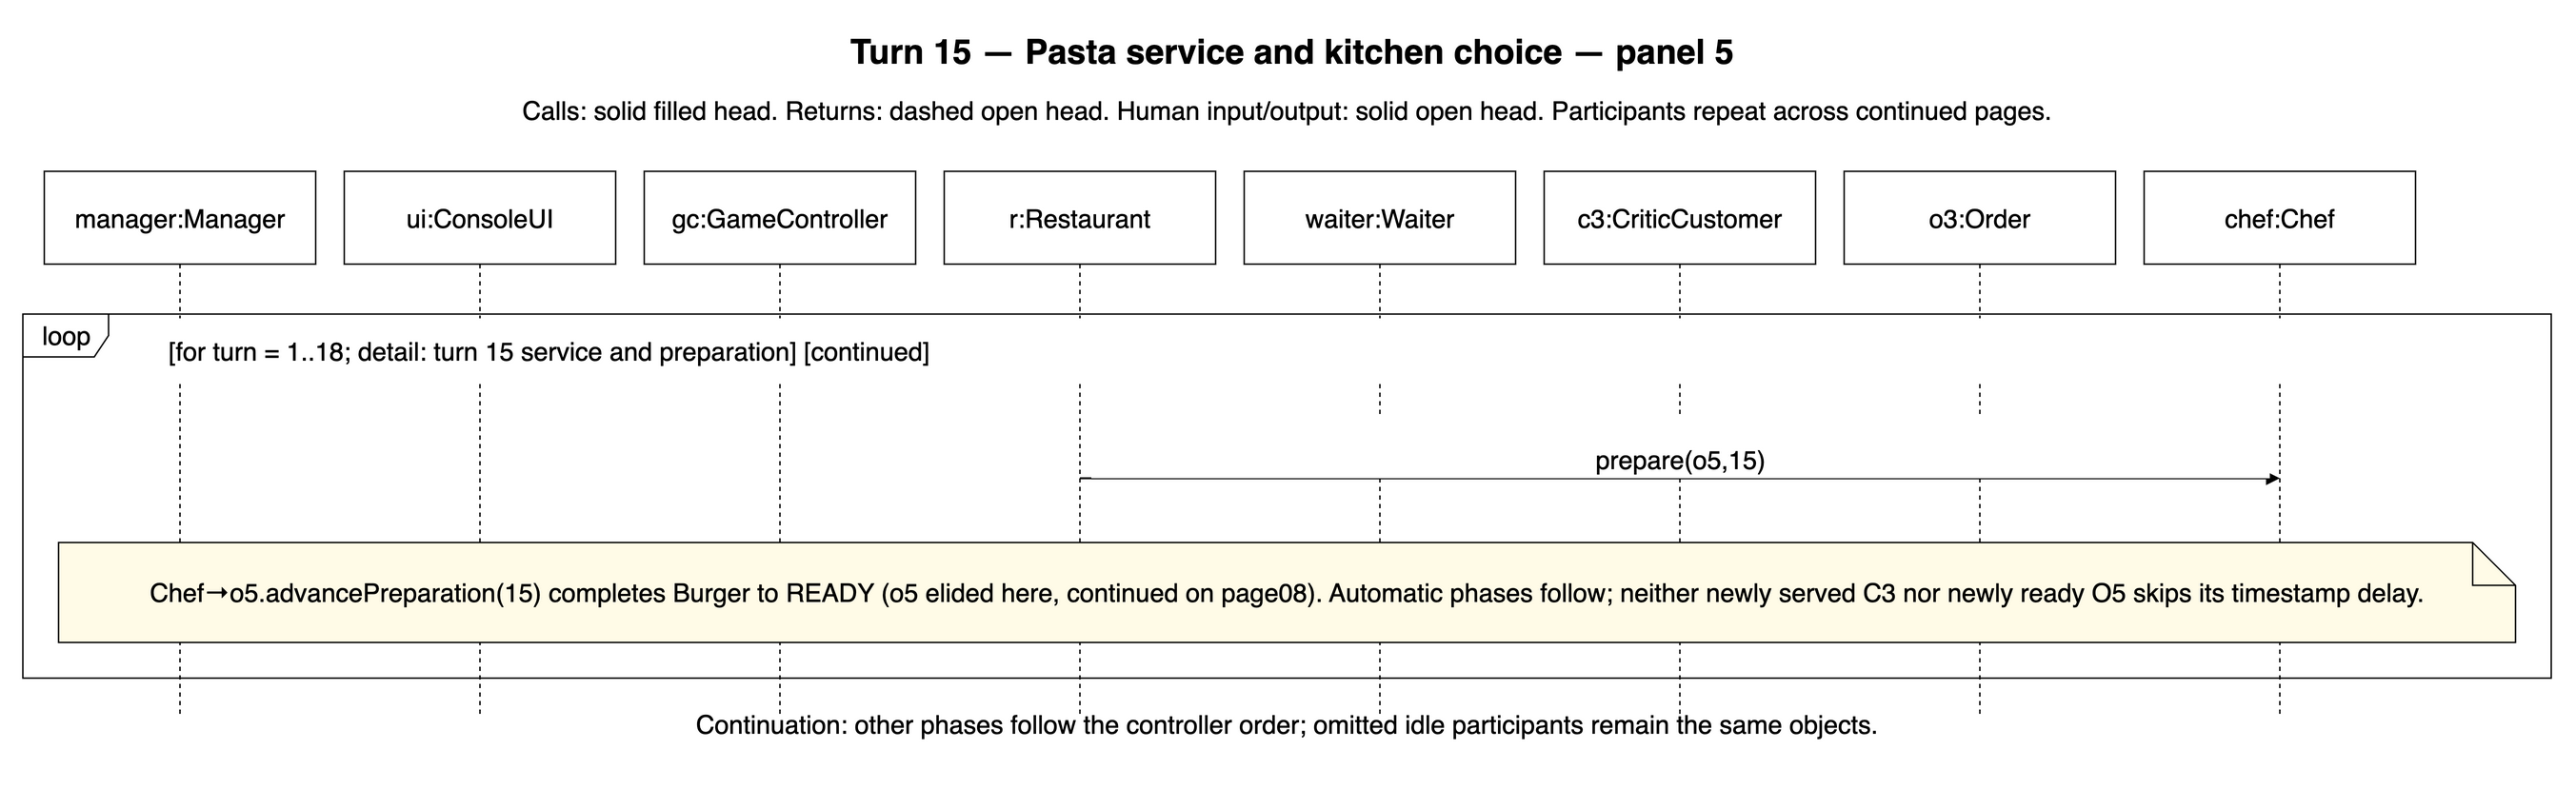 Turn 15 — Pasta service and kitchen choice — panel 5
Calls: solid filled head. Returns: dashed open head. Human input/output: solid open head. Participants repeat across continued pages.
manager:Manager
ui:ConsoleUI
gc:GameController
r:Restaurant
waiter:Waiter
c3:CriticCustomer
o3:Order
chef:Chef
loop
[for turn = 1..18; detail: turn 15 service and preparation] [continued]
prepare(o5,15)
Chef→o5.advancePreparation(15) completes Burger to READY (o5 elided here, continued on page08). Automatic phases follow; neither newly served C3 nor newly ready O5 skips its timestamp delay.
Continuation: other phases follow the controller order; omitted idle participants remain the same objects.